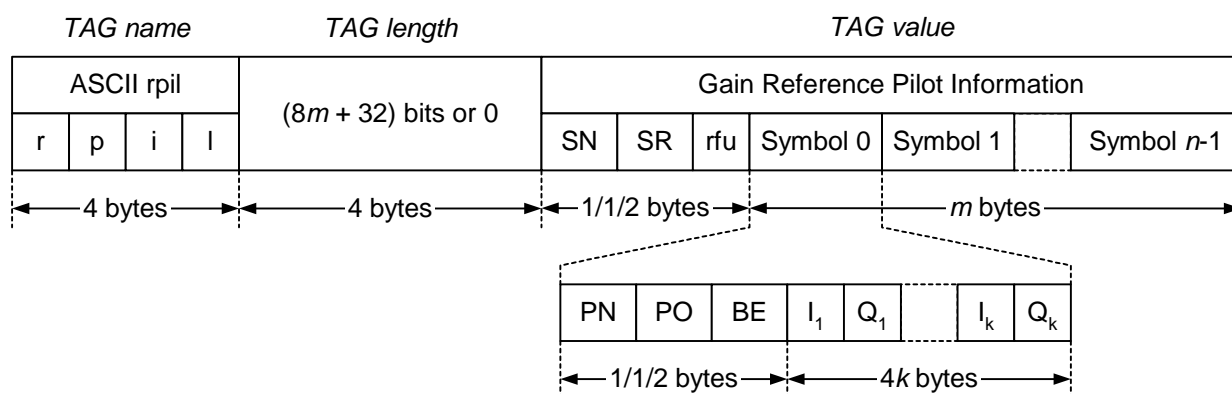 TAG name TAG length TAG value
ASCII rpil (8m + 32) bits or 0 Gain Reference Pilot Information
r p i l SN SR rfu Symbol 0 Symbol 1 Symbol n-1
4 bytes 4 bytes 1/1/2 bytes m bytes
PN PO BE I1 Q1 Ik Qk
1/1/2 bytes 4k bytes